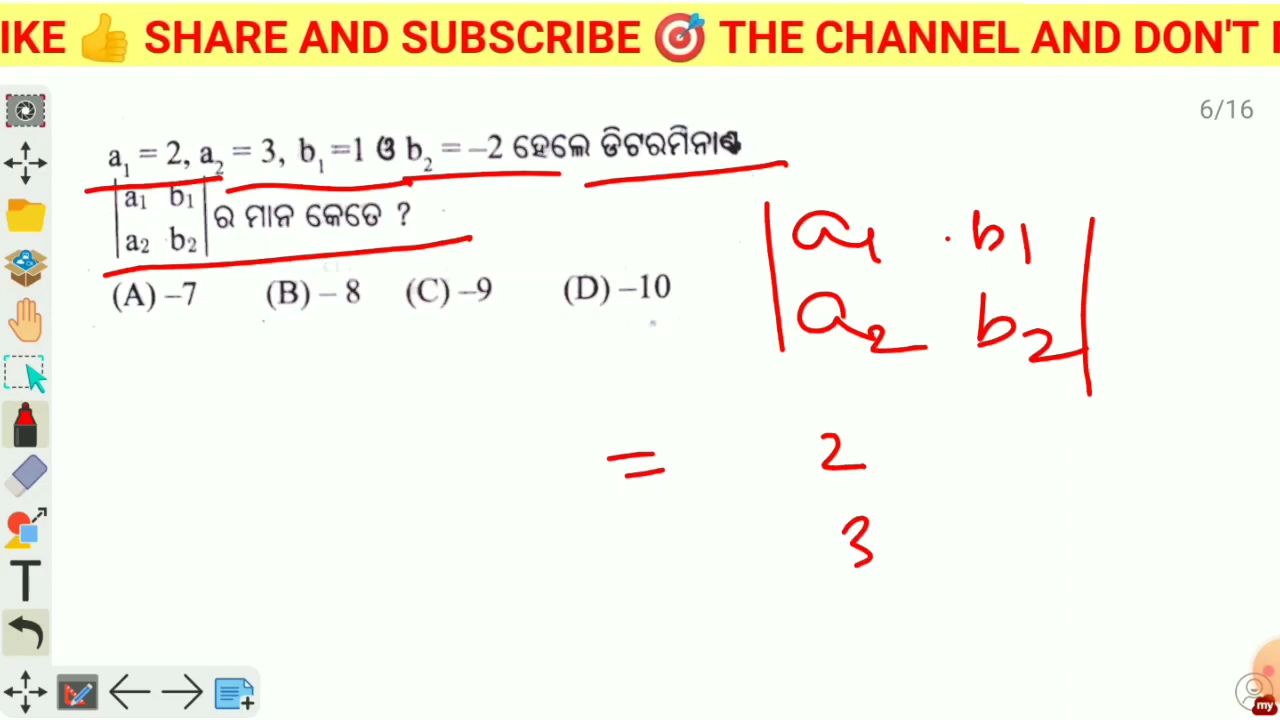 IKE 👍 SHARE AND SUBSCRIBE 🎯 THE CHANNEL AND DON'T
6/16
a₁ = 2, a₂ = 3, b₁ =1 ଓ b₂ = –2 ହେଲେ ଡିଟରମିନାଣ୍ଟ
|a₁ b₁|
|a₂ b₂| ର ମାନ କେତେ ?
(A) –7 (B) – 8 (C) –9 (D) –10
|a₁ b₁|
|a₂ b₂|
= 2
3
T
my